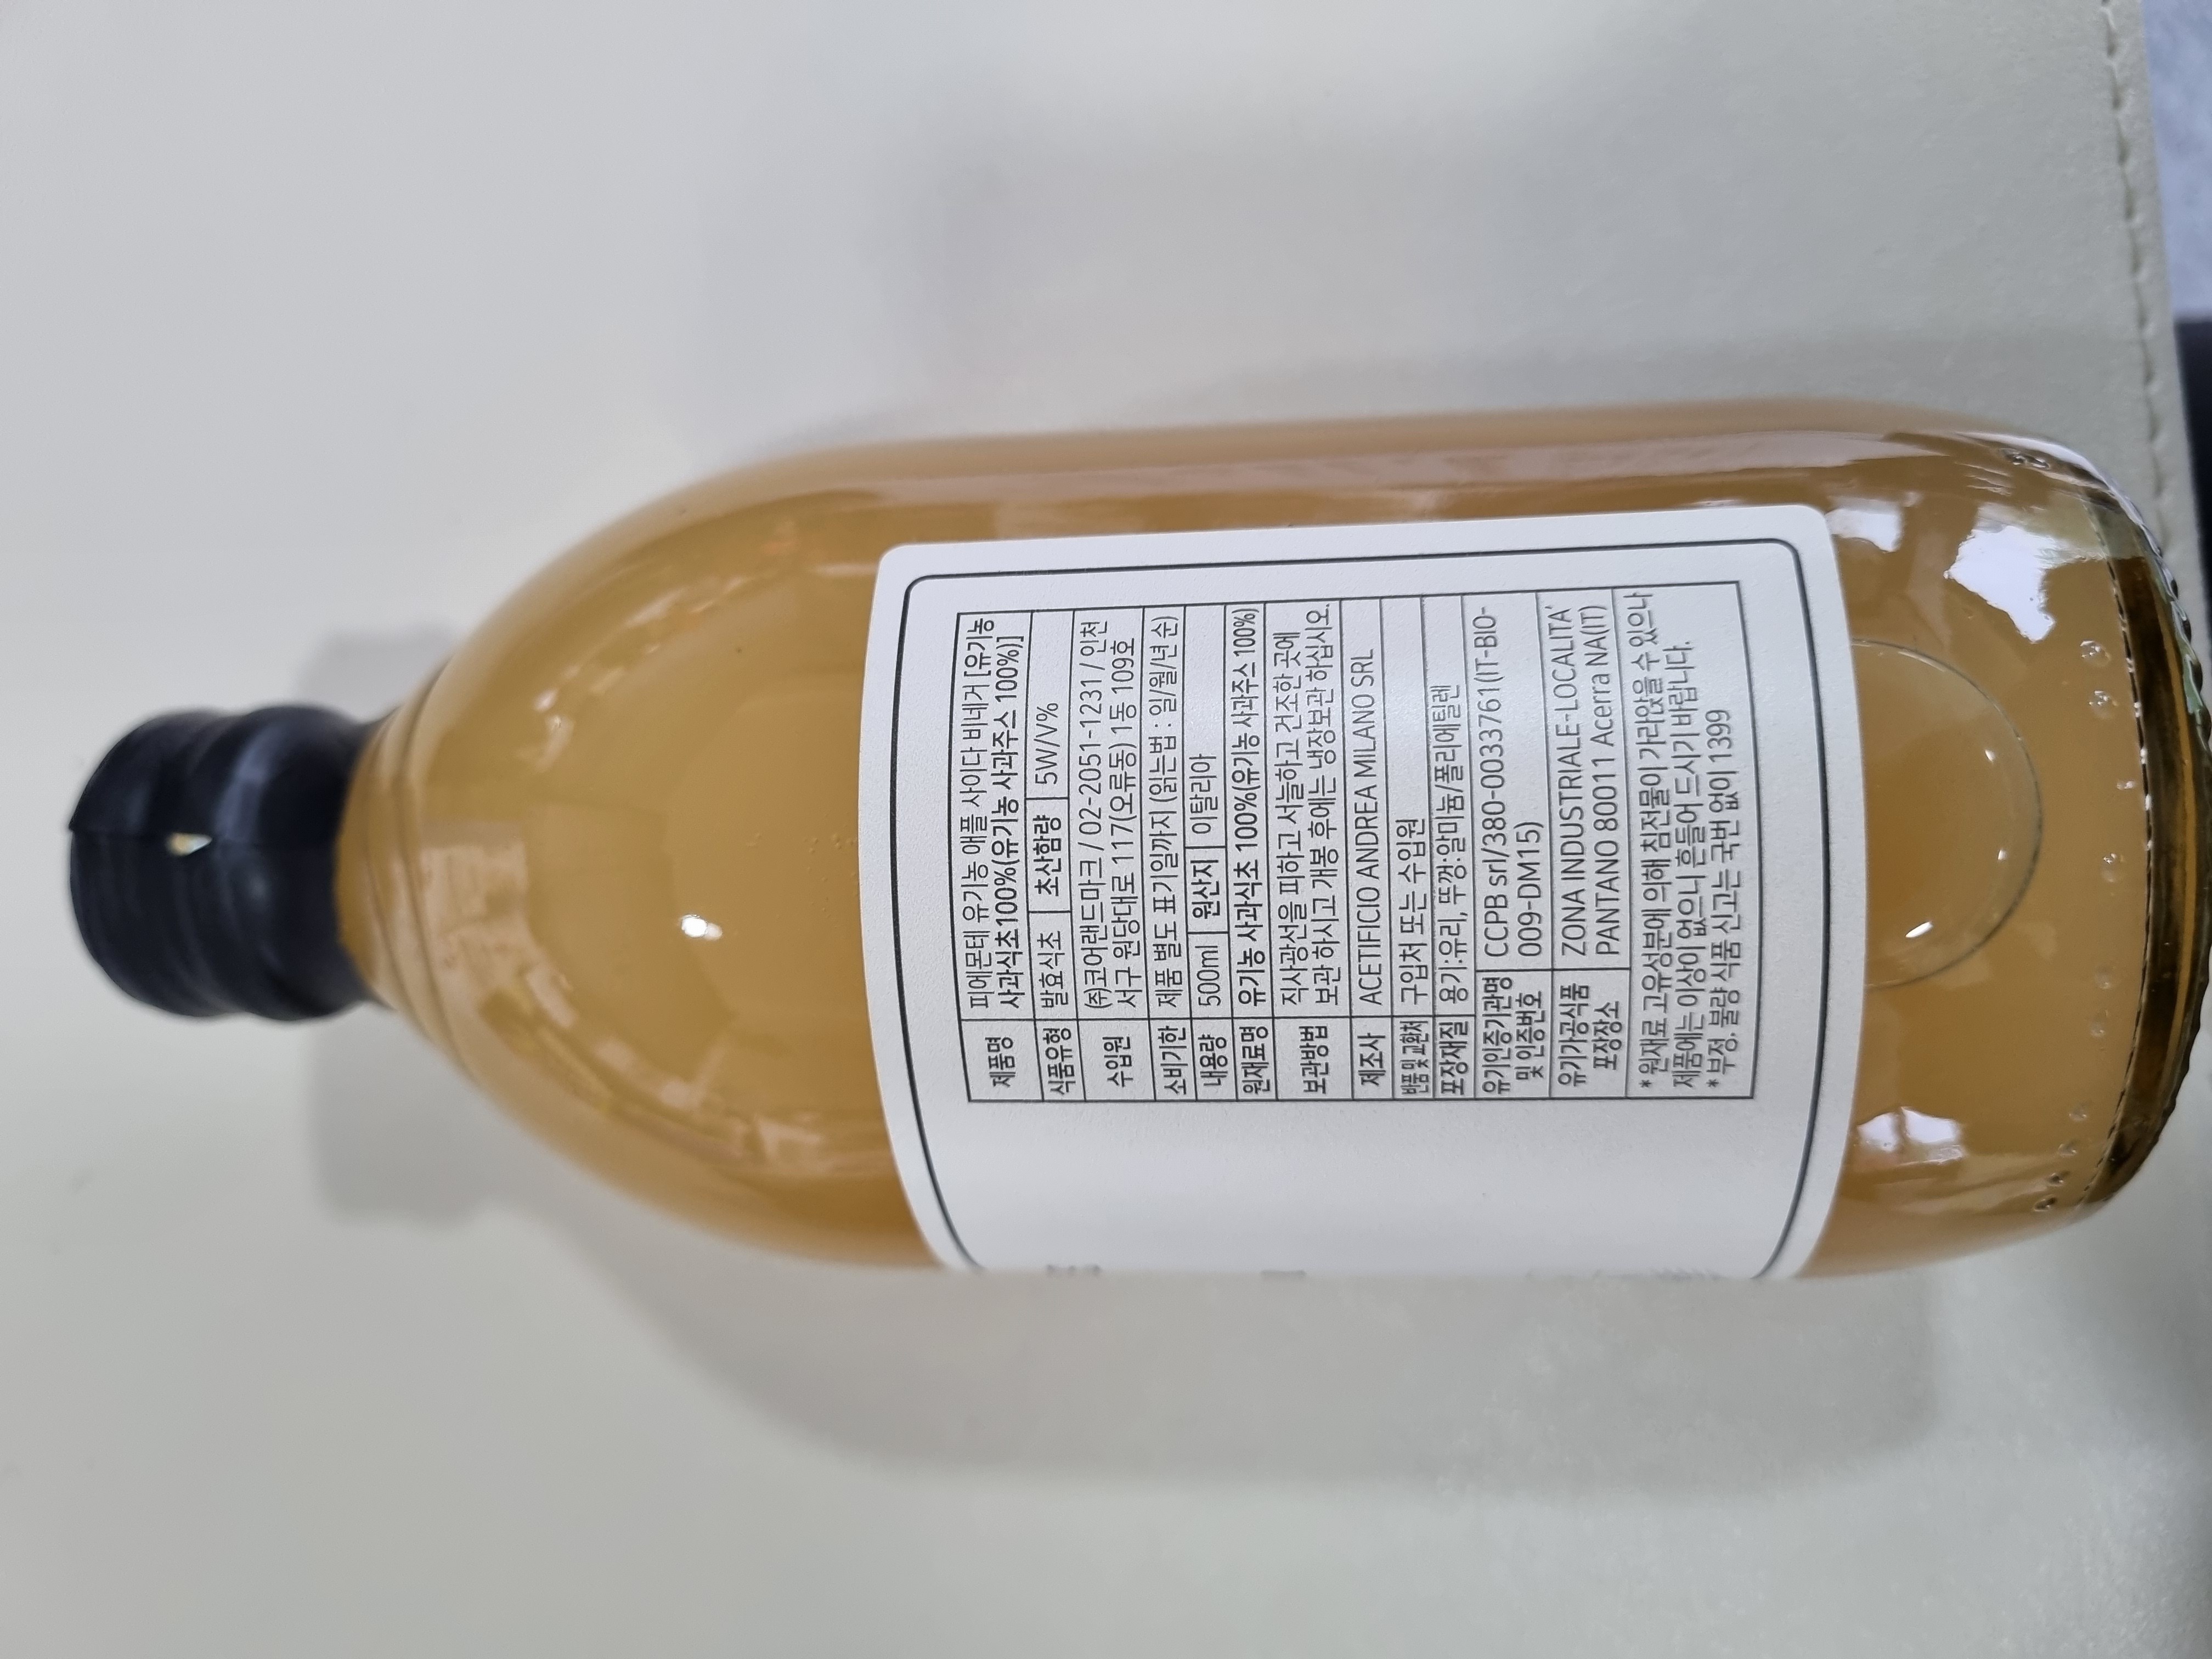 제품명 피에몬테 유기농 애플 사이다 비네거 [유기농
사과식초100%(유기농 사과주스 100%)]
식품유형 발효식초 초산함량 5W/V%
수입원 (주)코어랜드마크 / 02-2051-1231 / 인천
서구 원당대로 117(오류동) 1동 109호
소비기한 제품 별도 표기일까지 (읽는법 : 일/월/년 순)
내용량 500ml 원산지 이탈리아
원재료명 유기농 사과식초 100%(유기농 사과주스 100%)
보관방법 직사광선을 피하고 서늘하고 건조한 곳에
보관 하시고 개봉 후에는 냉장보관 하십시오.
제조사 ACETIFICIO ANDREA MILANO SRL
반품 및 교환처 구입처 또는 수입원
포장재질 용기:유리, 뚜껑:알미늄/폴리에틸렌
유기인증기관명 CCPB srl/380-0033761(IT-BIO-
및 인증번호 009-DM15)
유기가공식품 ZONA INDUSTRIALE-LOCALITA'
포장장소 PANTANO 80011 Acerra NA(IT)
* 원재료 고유성분에 의해 침전물이 가라앉을 수 있으나
제품에는 이상이 없으니 흔들어 드시기 바랍니다.
* 부정, 불량 식품 신고는 국번 없이 1399